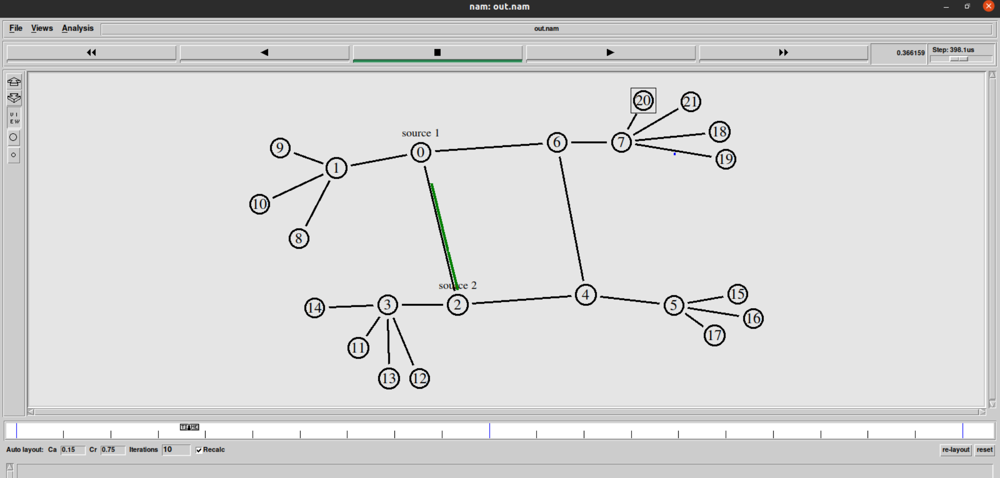 nam: out.nam
File Views Analysis out.nam
0.366159 Step: 398.1us
VIEW
20 21
source 1
18
9 0 6 7
19
1
10
8
source 2
14 3 2 4 5 15
16
11 17
13 12
TIME
Auto layout: Ca 0.15 Cr 0.75 Iterations 10 Recalc re-layout reset